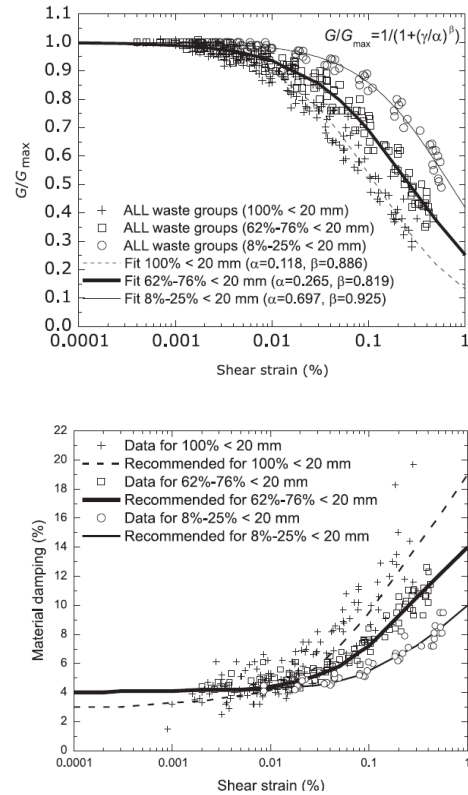 G/Gmax=1/(1+(γ/α)^β)
1.1
1.0
0.9
0.8
0.7
0.6
0.5
0.4
0.3
0.2
0.1
0.0
G/Gmax
ALL waste groups (100% < 20 mm)
ALL waste groups (62%-76% < 20 mm)
ALL waste groups (8%-25% < 20 mm)
Fit 100% < 20 mm (α=0.118, β=0.886)
Fit 62%-76% < 20 mm (α=0.265, β=0.819)
Fit 8%-25% < 20 mm (α=0.697, β=0.925)
0.0001 0.001 0.01 0.1 1
Shear strain (%)
22
20
18
16
14
12
10
8
6
4
2
0
Material damping (%)
Data for 100% < 20 mm
Recommended for 100% < 20 mm
Data for 62%-76% < 20 mm
Recommended for 62%-76% < 20 mm
Data for 8%-25% < 20 mm
Recommended for 8%-25% < 20 mm
0.0001 0.001 0.01 0.1 1
Shear strain (%)